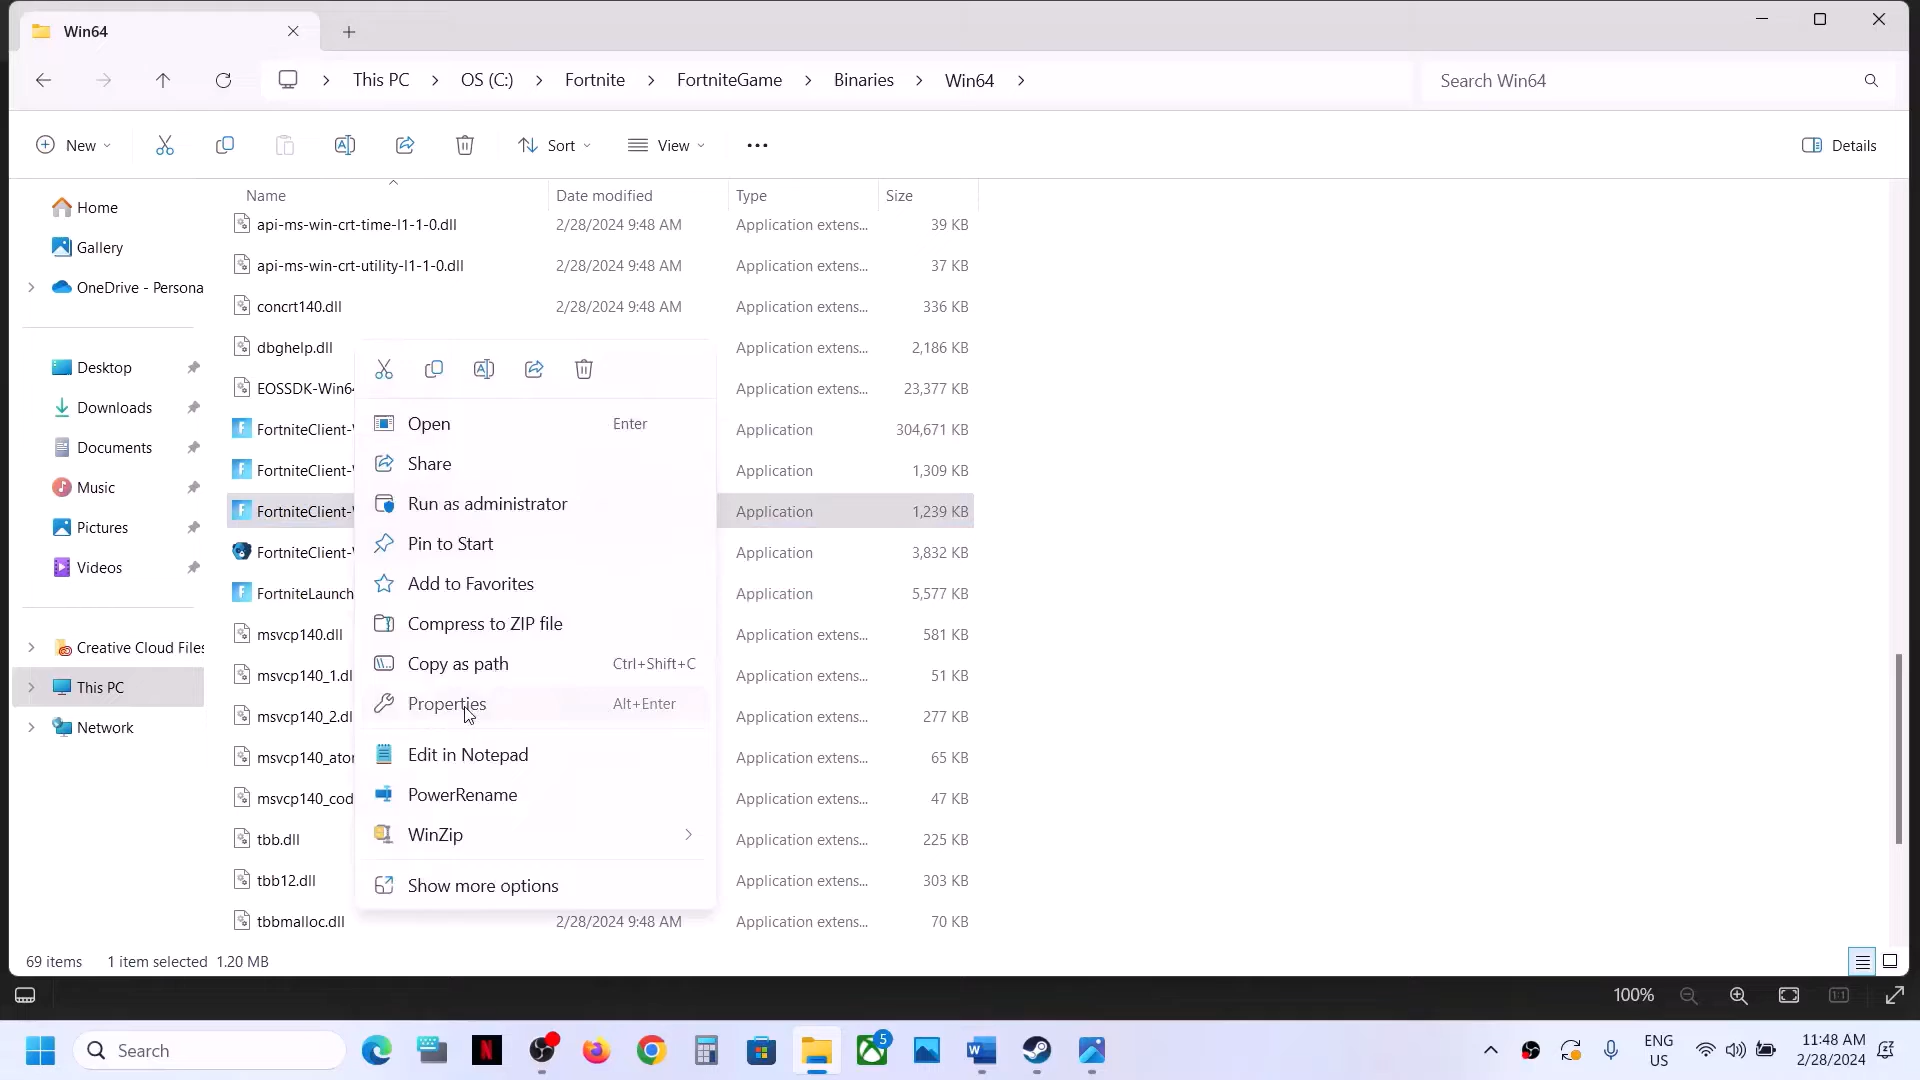 Win64
This PC > OS (C:) > Fortnite > FortniteGame > Binaries > Win64 >
Search Win64
New
Sort
View
Details
Name Date modified Type Size
Home
Gallery
OneDrive - Persona
Desktop
Downloads
Documents
Music
Pictures
Videos
Creative Cloud Files
This PC
Network
api-ms-win-crt-time-l1-1-0.dll 2/28/2024 9:48 AM Application extens... 39 KB
api-ms-win-crt-utility-l1-1-0.dll 2/28/2024 9:48 AM Application extens... 37 KB
concrt140.dll 2/28/2024 9:48 AM Application extens... 336 KB
dbghelp.dll Application extens... 2,186 KB
EOSSDK-Win64 Application extens... 23,377 KB
FortniteClient-W Application 304,671 KB
FortniteClient-W Application 1,309 KB
FortniteClient-W Application 1,239 KB
FortniteClient-W Application 3,832 KB
FortniteLaunch Application 5,577 KB
msvcp140.dll Application extens... 581 KB
msvcp140_1.dl Application extens... 51 KB
msvcp140_2.dl Application extens... 277 KB
msvcp140_ator Application extens... 65 KB
msvcp140_cod Application extens... 47 KB
tbb.dll Application extens... 225 KB
tbb12.dll Application extens... 303 KB
tbbmalloc.dll 2/28/2024 9:48 AM Application extens... 70 KB
Open Enter
Share
Run as administrator
Pin to Start
Add to Favorites
Compress to ZIP file
Copy as path Ctrl+Shift+C
Properties Alt+Enter
Edit in Notepad
PowerRename
WinZip
Show more options
69 items 1 item selected 1.20 MB
100%
1:1
Search
5
ENG
US
11:48 AM
2/28/2024